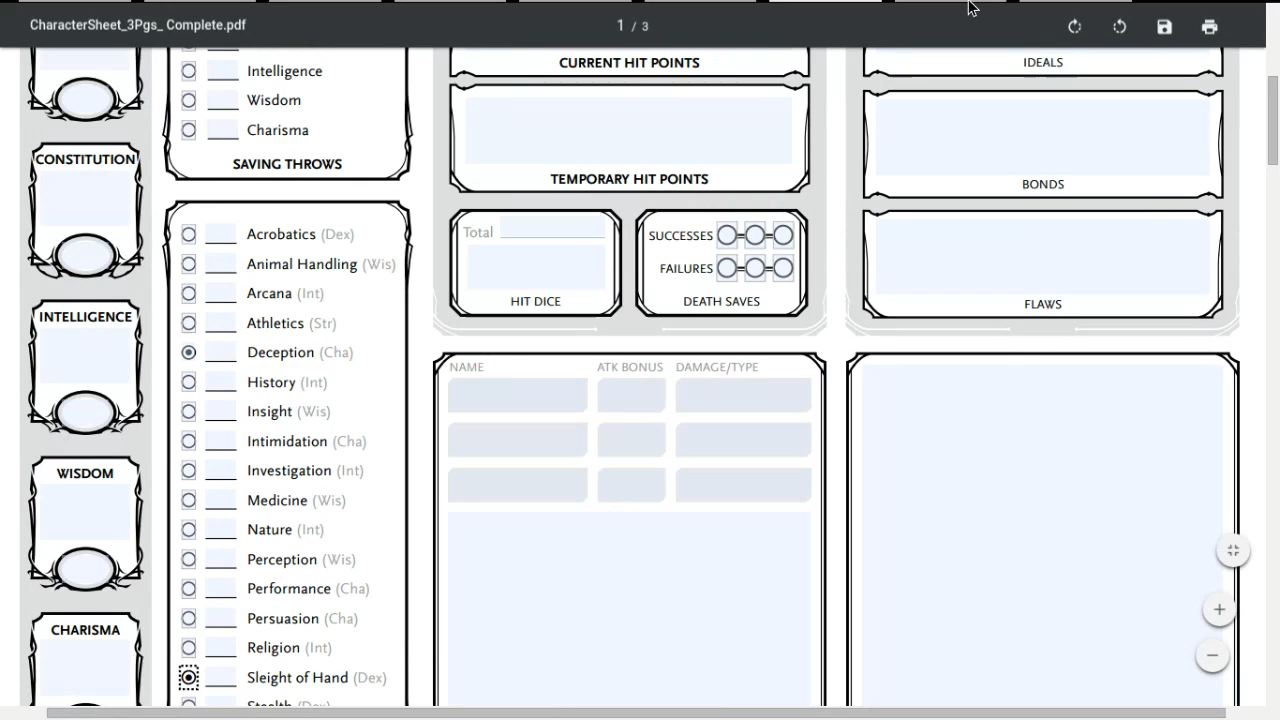 CharacterSheet_3Pgs_ Complete.pdf
1 / 3
Intelligence
Wisdom
Charisma
SAVING THROWS
CONSTITUTION
INTELLIGENCE
WISDOM
CHARISMA
Acrobatics (Dex)
Animal Handling (Wis)
Arcana (Int)
Athletics (Str)
Deception (Cha)
History (Int)
Insight (Wis)
Intimidation (Cha)
Investigation (Int)
Medicine (Wis)
Nature (Int)
Perception (Wis)
Performance (Cha)
Persuasion (Cha)
Religion (Int)
Sleight of Hand (Dex)
Stealth (Dex)
CURRENT HIT POINTS
TEMPORARY HIT POINTS
Total
HIT DICE
SUCCESSES
FAILURES
DEATH SAVES
NAME ATK BONUS DAMAGE/TYPE
IDEALS
BONDS
FLAWS